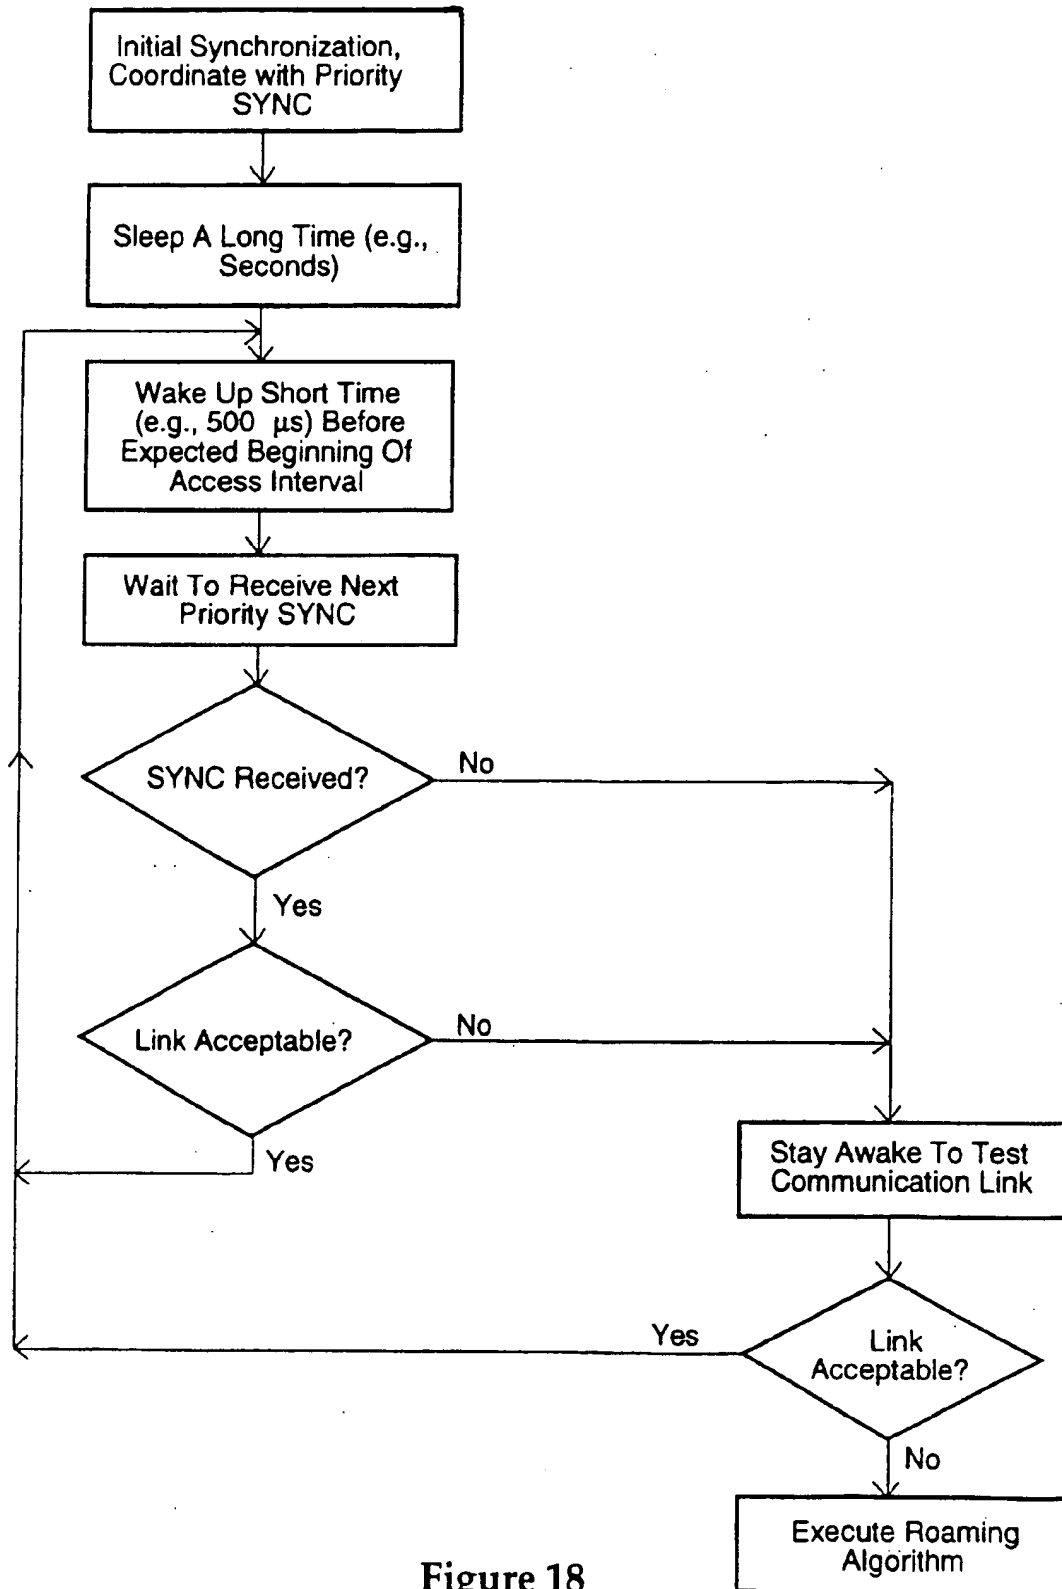 Initial Synchronization,
Coordinate with Priority
SYNC
Sleep A Long Time (e.g.,
Seconds)
Wake Up Short Time
(e.g., 500 μs) Before
Expected Beginning Of
Access Interval
Wait To Receive Next
Priority SYNC
SYNC Received?
No
Yes
Link Acceptable?
No
Yes
Stay Awake To Test
Communication Link
Link
Acceptable?
Yes
No
Execute Roaming
Algorithm
Figure 18